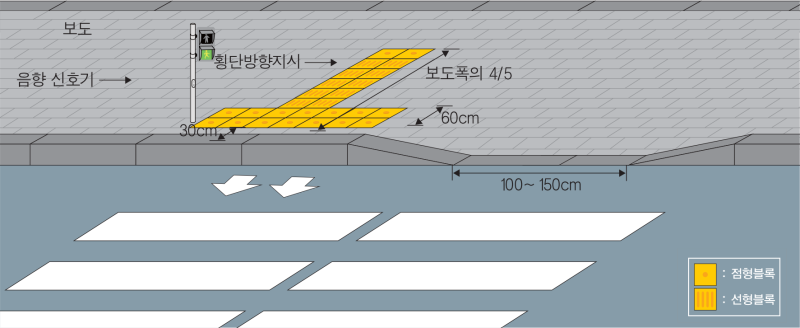 보도
횡단방향지시
음향 신호기
보도폭의 4/5
60cm
30cm
100~ 150cm
: 점형블록
: 선형블록